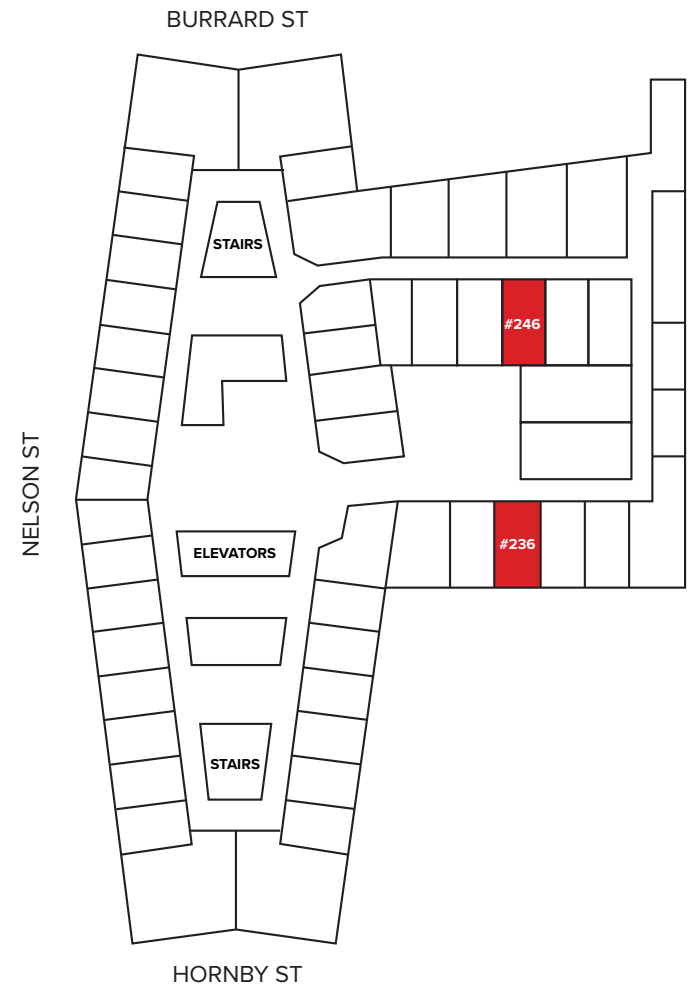 BURRARD ST
STAIRS
#246
NELSON ST
ELEVATORS
#236
STAIRS
HORNBY ST